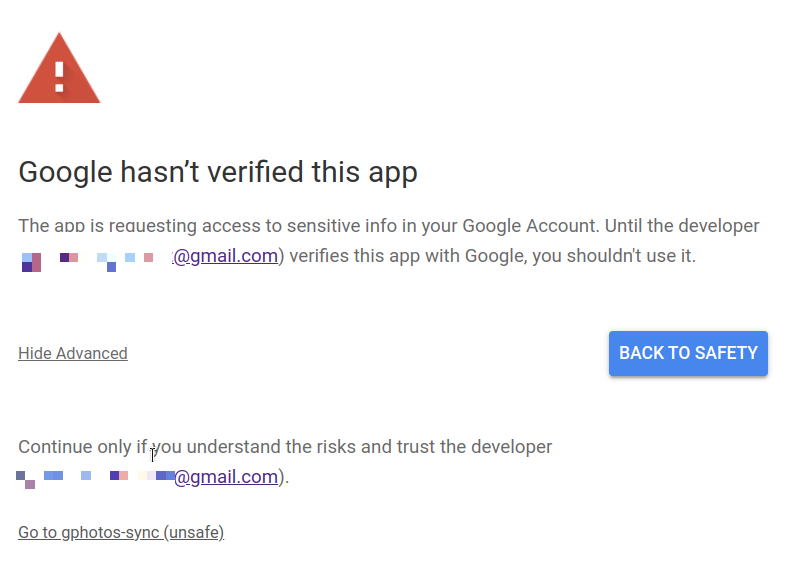 Google hasn’t verified this app
The app is requesting access to sensitive info in your Google Account. Until the developer
@gmail.com) verifies this app with Google, you shouldn't use it.
Hide Advanced
BACK TO SAFETY
Continue only if you understand the risks and trust the developer
@gmail.com).
Go to gphotos-sync (unsafe)